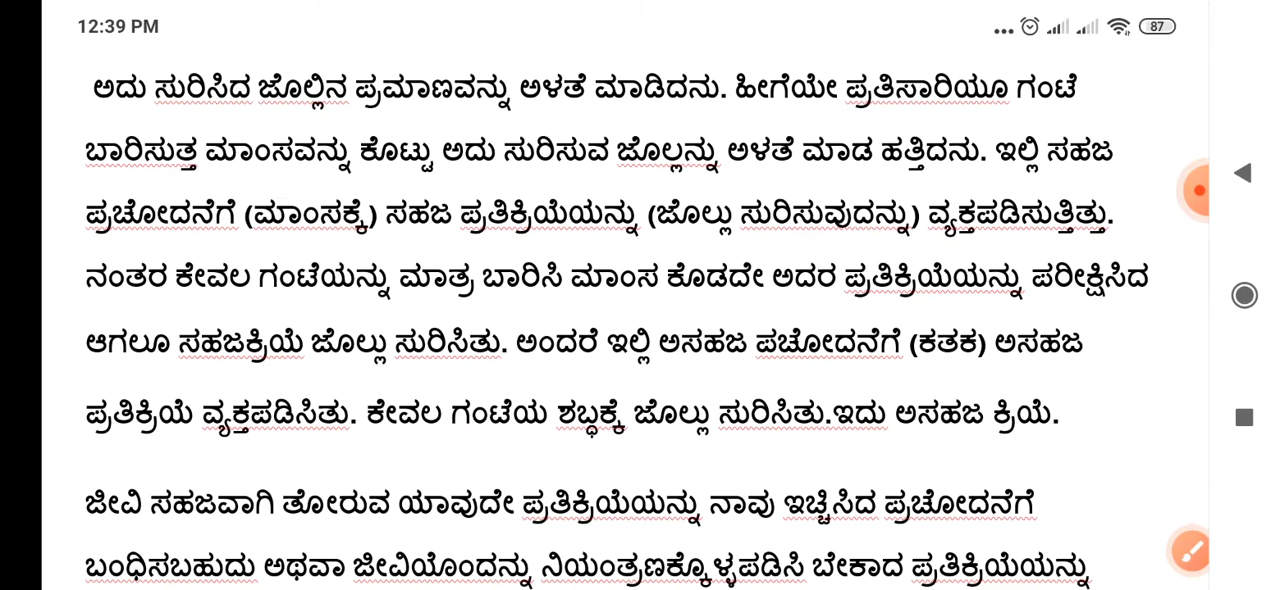 12:39 PM
87
ಅದು ಸುರಿಸಿದ ಜೊಲ್ಲಿನ ಪ್ರಮಾಣವನ್ನು ಅಳತೆ ಮಾಡಿದನು. ಹೀಗೆಯೇ ಪ್ರತಿಸಾರಿಯೂ ಗಂಟೆ
ಬಾರಿಸುತ್ತ ಮಾಂಸವನ್ನು ಕೊಟ್ಟು ಅದು ಸುರಿಸುವ ಜೊಲ್ಲನ್ನು ಅಳತೆ ಮಾಡ ಹತ್ತಿದನು. ಇಲ್ಲಿ ಸಹಜ
ಪ್ರಚೋದನೆಗೆ (ಮಾಂಸಕ್ಕೆ) ಸಹಜ ಪ್ರತಿಕ್ರಿಯೆಯನ್ನು (ಜೊಲ್ಲು ಸುರಿಸುವುದನ್ನು) ವ್ಯಕ್ತಪಡಿಸುತ್ತಿತ್ತು.
ನಂತರ ಕೇವಲ ಗಂಟೆಯನ್ನು ಮಾತ್ರ ಬಾರಿಸಿ ಮಾಂಸ ಕೊಡದೇ ಅದರ ಪ್ರತಿಕ್ರಿಯೆಯನ್ನು ಪರೀಕ್ಷಿಸಿದ
ಆಗಲೂ ಸಹಜಕ್ರಿಯೆ ಜೊಲ್ಲು ಸುರಿಸಿತು. ಅಂದರೆ ಇಲ್ಲಿ ಅಸಹಜ ಪಚೋದನೆಗೆ (ಕತಕ) ಅಸಹಜ
ಪ್ರತಿಕ್ರಿಯೆ ವ್ಯಕ್ತಪಡಿಸಿತು. ಕೇವಲ ಗಂಟೆಯ ಶಬ್ಧಕ್ಕೆ ಜೊಲ್ಲು ಸುರಿಸಿತು.ಇದು ಅಸಹಜ ಕ್ರಿಯೆ.
ಜೀವಿ ಸಹಜವಾಗಿ ತೋರುವ ಯಾವುದೇ ಪ್ರತಿಕ್ರಿಯೆಯನ್ನು ನಾವು ಇಚ್ಚಿಸಿದ ಪ್ರಚೋದನೆಗೆ
ಬಂಧಿಸಬಹುದು ಅಥವಾ ಜೀವಿಯೊಂದನ್ನು ನಿಯಂತ್ರಣಕ್ಕೊಳ್ಳಪಡಿಸಿ ಬೇಕಾದ ಪ್ರತಿಕ್ರಿಯೆಯನ್ನು